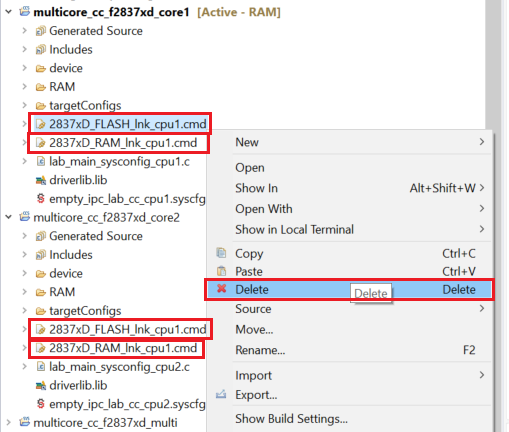 multicore_cc_f2837xd_core1 [Active - RAM]
Generated Source
Includes
device
RAM
targetConfigs
2837xD_FLASH_lnk_cpu1.cmd
2837xD_RAM_lnk_cpu1.cmd
lab_main_sysconfig_cpu1.c
driverlib.lib
empty_ipc_lab_cc_cpu1.syscfg
multicore_cc_f2837xd_core2
Generated Source
Includes
device
RAM
targetConfigs
2837xD_FLASH_lnk_cpu1.cmd
2837xD_RAM_lnk_cpu1.cmd
lab_main_sysconfig_cpu2.c
driverlib.lib
empty_ipc_lab_cc_cpu2.syscfg
multicore_cc_f2837xd_multi
New
Open
Show In Alt+Shift+W
Open With
Show in Local Terminal
Copy Ctrl+C
Paste Ctrl+V
Delete Delete Delete
Source
Move...
Rename... F2
Import
Export...
Show Build Settings...